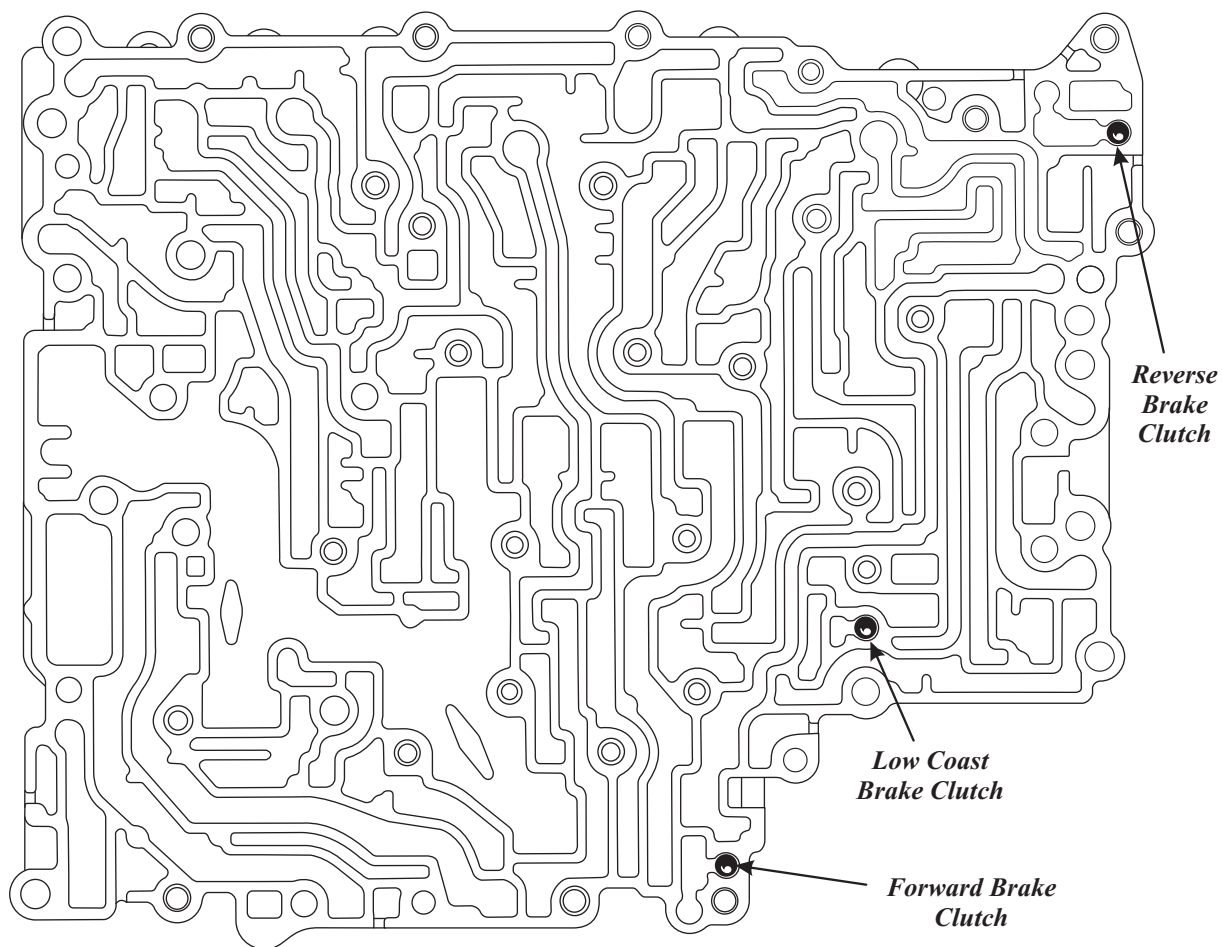 Reverse
Brake
Clutch
Low Coast
Brake Clutch
Forward Brake
Clutch